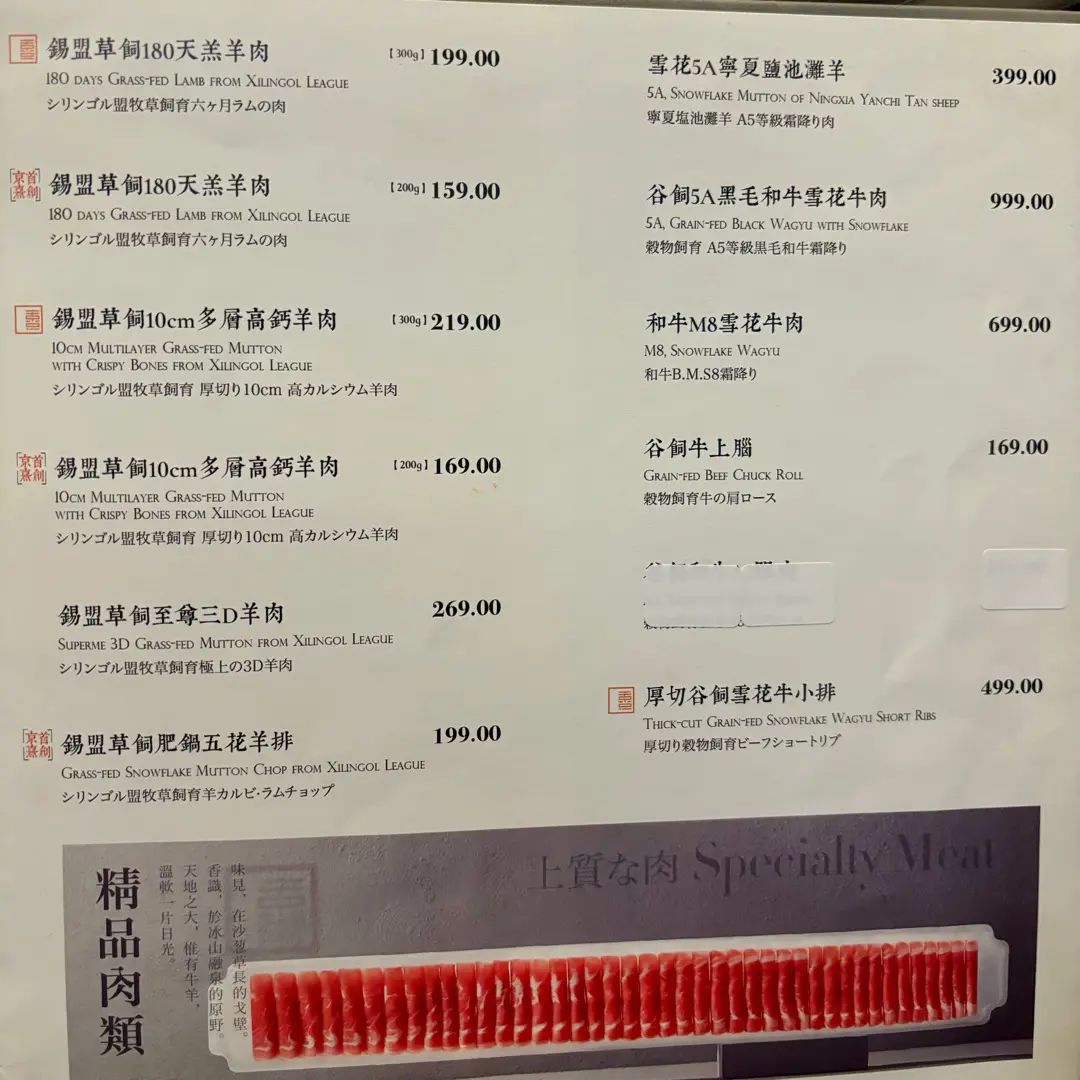 錫盟草飼180天羔羊肉 【300g】 199.00
180 DAYS GRASS-FED LAMB FROM XILINGOL LEAGUE
シリンゴル盟牧草飼育六ヶ月ラムの肉
京熹 首創
錫盟草飼180天羔羊肉 【200g】 159.00
180 DAYS GRASS-FED LAMB FROM XILINGOL LEAGUE
シリンゴル盟牧草飼育六ヶ月ラムの肉
錫盟草飼10cm多層高鈣羊肉 【300g】 219.00
10CM MULTILAYER GRASS-FED MUTTON
WITH CRISPY BONES FROM XILINGOL LEAGUE
シリンゴル盟牧草飼育 厚切り10cm 高カルシウム羊肉
京熹 首創
錫盟草飼10cm多層高鈣羊肉 【200g】 169.00
10CM MULTILAYER GRASS-FED MUTTON
WITH CRISPY BONES FROM XILINGOL LEAGUE
シリンゴル盟牧草飼育 厚切り10cm 高カルシウム羊肉
錫盟草飼至尊三D羊肉 269.00
SUPERME 3D GRASS-FED MUTTON FROM XILINGOL LEAGUE
シリンゴル盟牧草飼育極上の3D羊肉
京熹 首創
錫盟草飼肥鍋五花羊排 199.00
GRASS-FED SNOWFLAKE MUTTON CHOP FROM XILINGOL LEAGUE
シリンゴル盟牧草飼育羊カルビ・ラムチョップ
雪花5A寧夏鹽池灘羊 399.00
5A, SNOWFLAKE MUTTON OF NINGXIA YANCHI TAN SHEEP
寧夏塩池灘羊 A5等級霜降り肉
谷飼5A黑毛和牛雪花牛肉 999.00
5A, GRAIN-FED BLACK WAGYU WITH SNOWFLAKE
穀物飼育 A5等級黒毛和牛霜降り
和牛M8雪花牛肉 699.00
M8, SNOWFLAKE WAGYU
和牛B.M.S8霜降り
谷飼牛上腦 169.00
GRAIN-FED BEEF CHUCK ROLL
穀物飼育牛の肩ロース
厚切谷飼雪花牛小排 499.00
THICK-CUT GRAIN-FED SNOWFLAKE WAGYU SHORT RIBS
厚切り穀物飼育ビーフショートリブ
上質な肉 Specialty Meat
精品肉類
味見，在沙葱草長的戈壁。
香識，於冰山融泉的原野。
天地之大，惟有牛羊，
溫軟一片日光。